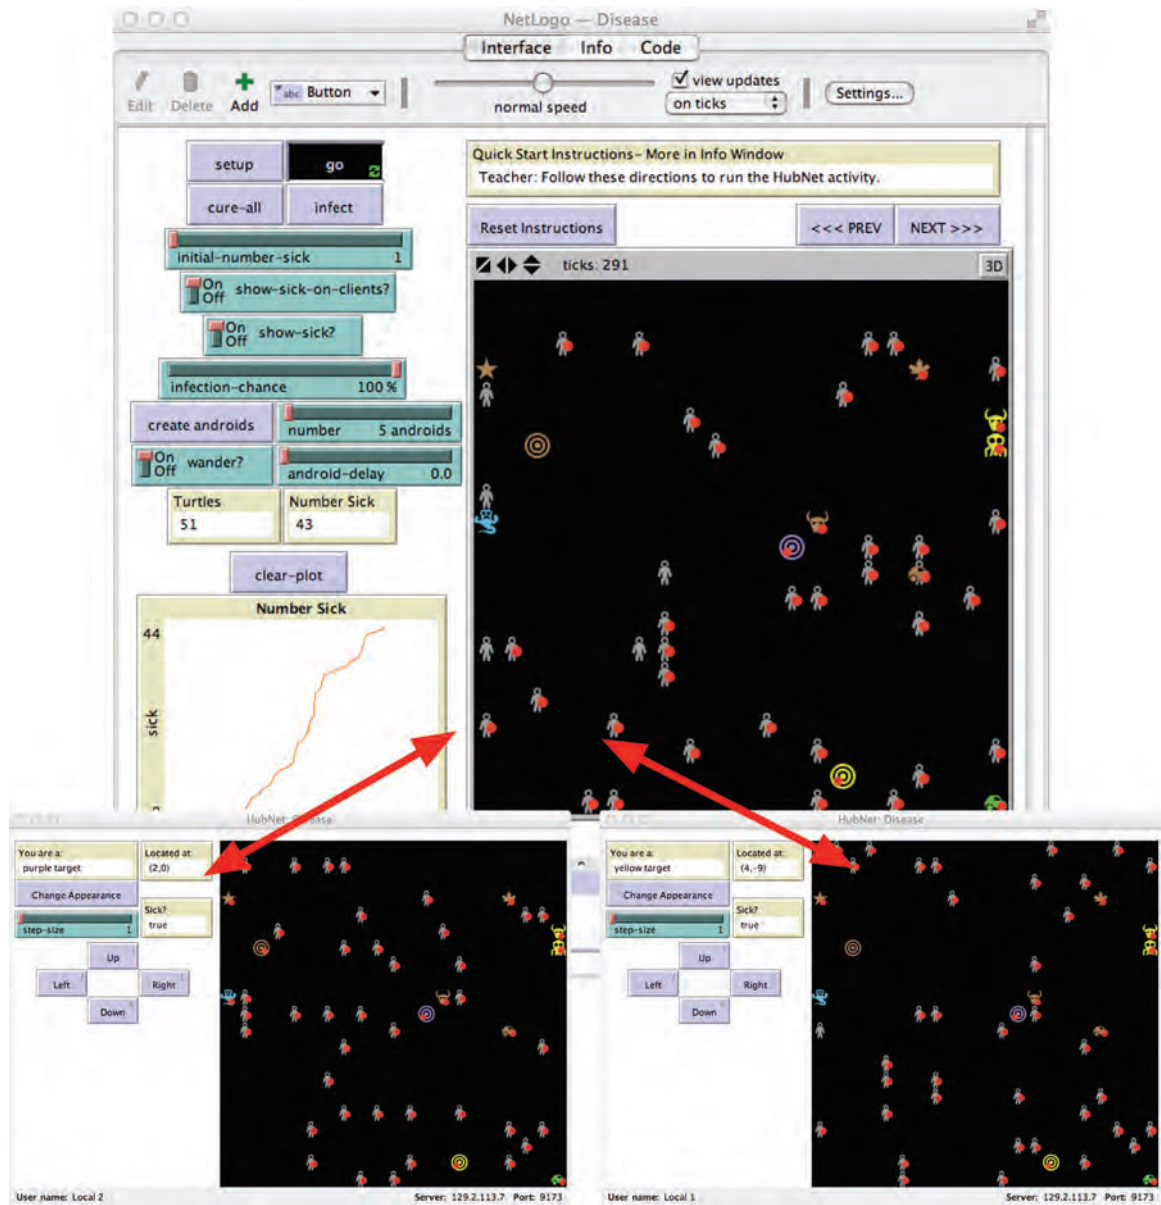 NetLogo — Disease
Interface Info Code
Edit Delete Add abc Button
normal speed
view updates
on ticks
Settings...
setup go
cure-all infect
initial-number-sick 1
On
Off
show-sick-on-clients?
On
Off
show-sick?
infection-chance 100 %
create androids
number 5 androids
On
Off
wander?
android-delay 0.0
Turtles
51
Number Sick
43
clear-plot
Number Sick
44
sick
Quick Start Instructions- More in Info Window
Teacher: Follow these directions to run the HubNet activity.
Reset Instructions
<<< PREV NEXT >>>
ticks: 291
3D
HubNet: Disease
You are a:
purple target
Located at:
(2,0)
Change Appearance
Sick?
true
step-size 1
Up
Left Right
Down
User name: Local 2
Server: 129.2.113.7 Port: 9173
HubNet: Disease
You are a:
yellow target
Located at:
(4,-9)
Change Appearance
Sick?
true
step-size 1
Up
Left Right
Down
User name: Local 1
Server: 129.2.113.7 Port: 9173